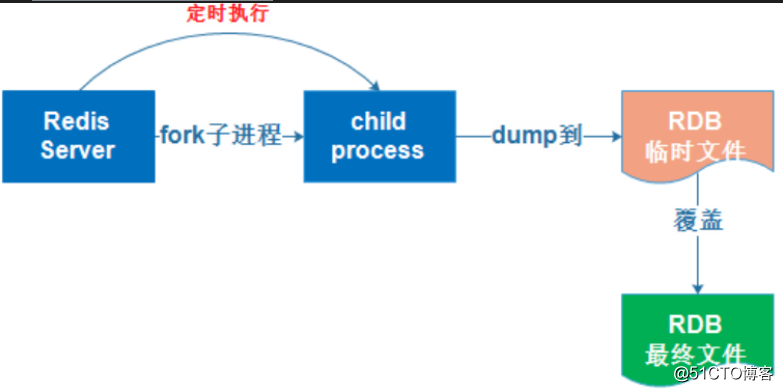 定时执行
Redis
Server
fork子进程
child
process
dump到
RDB
临时文件
覆盖
RDB
最终文件
@51CTO博客